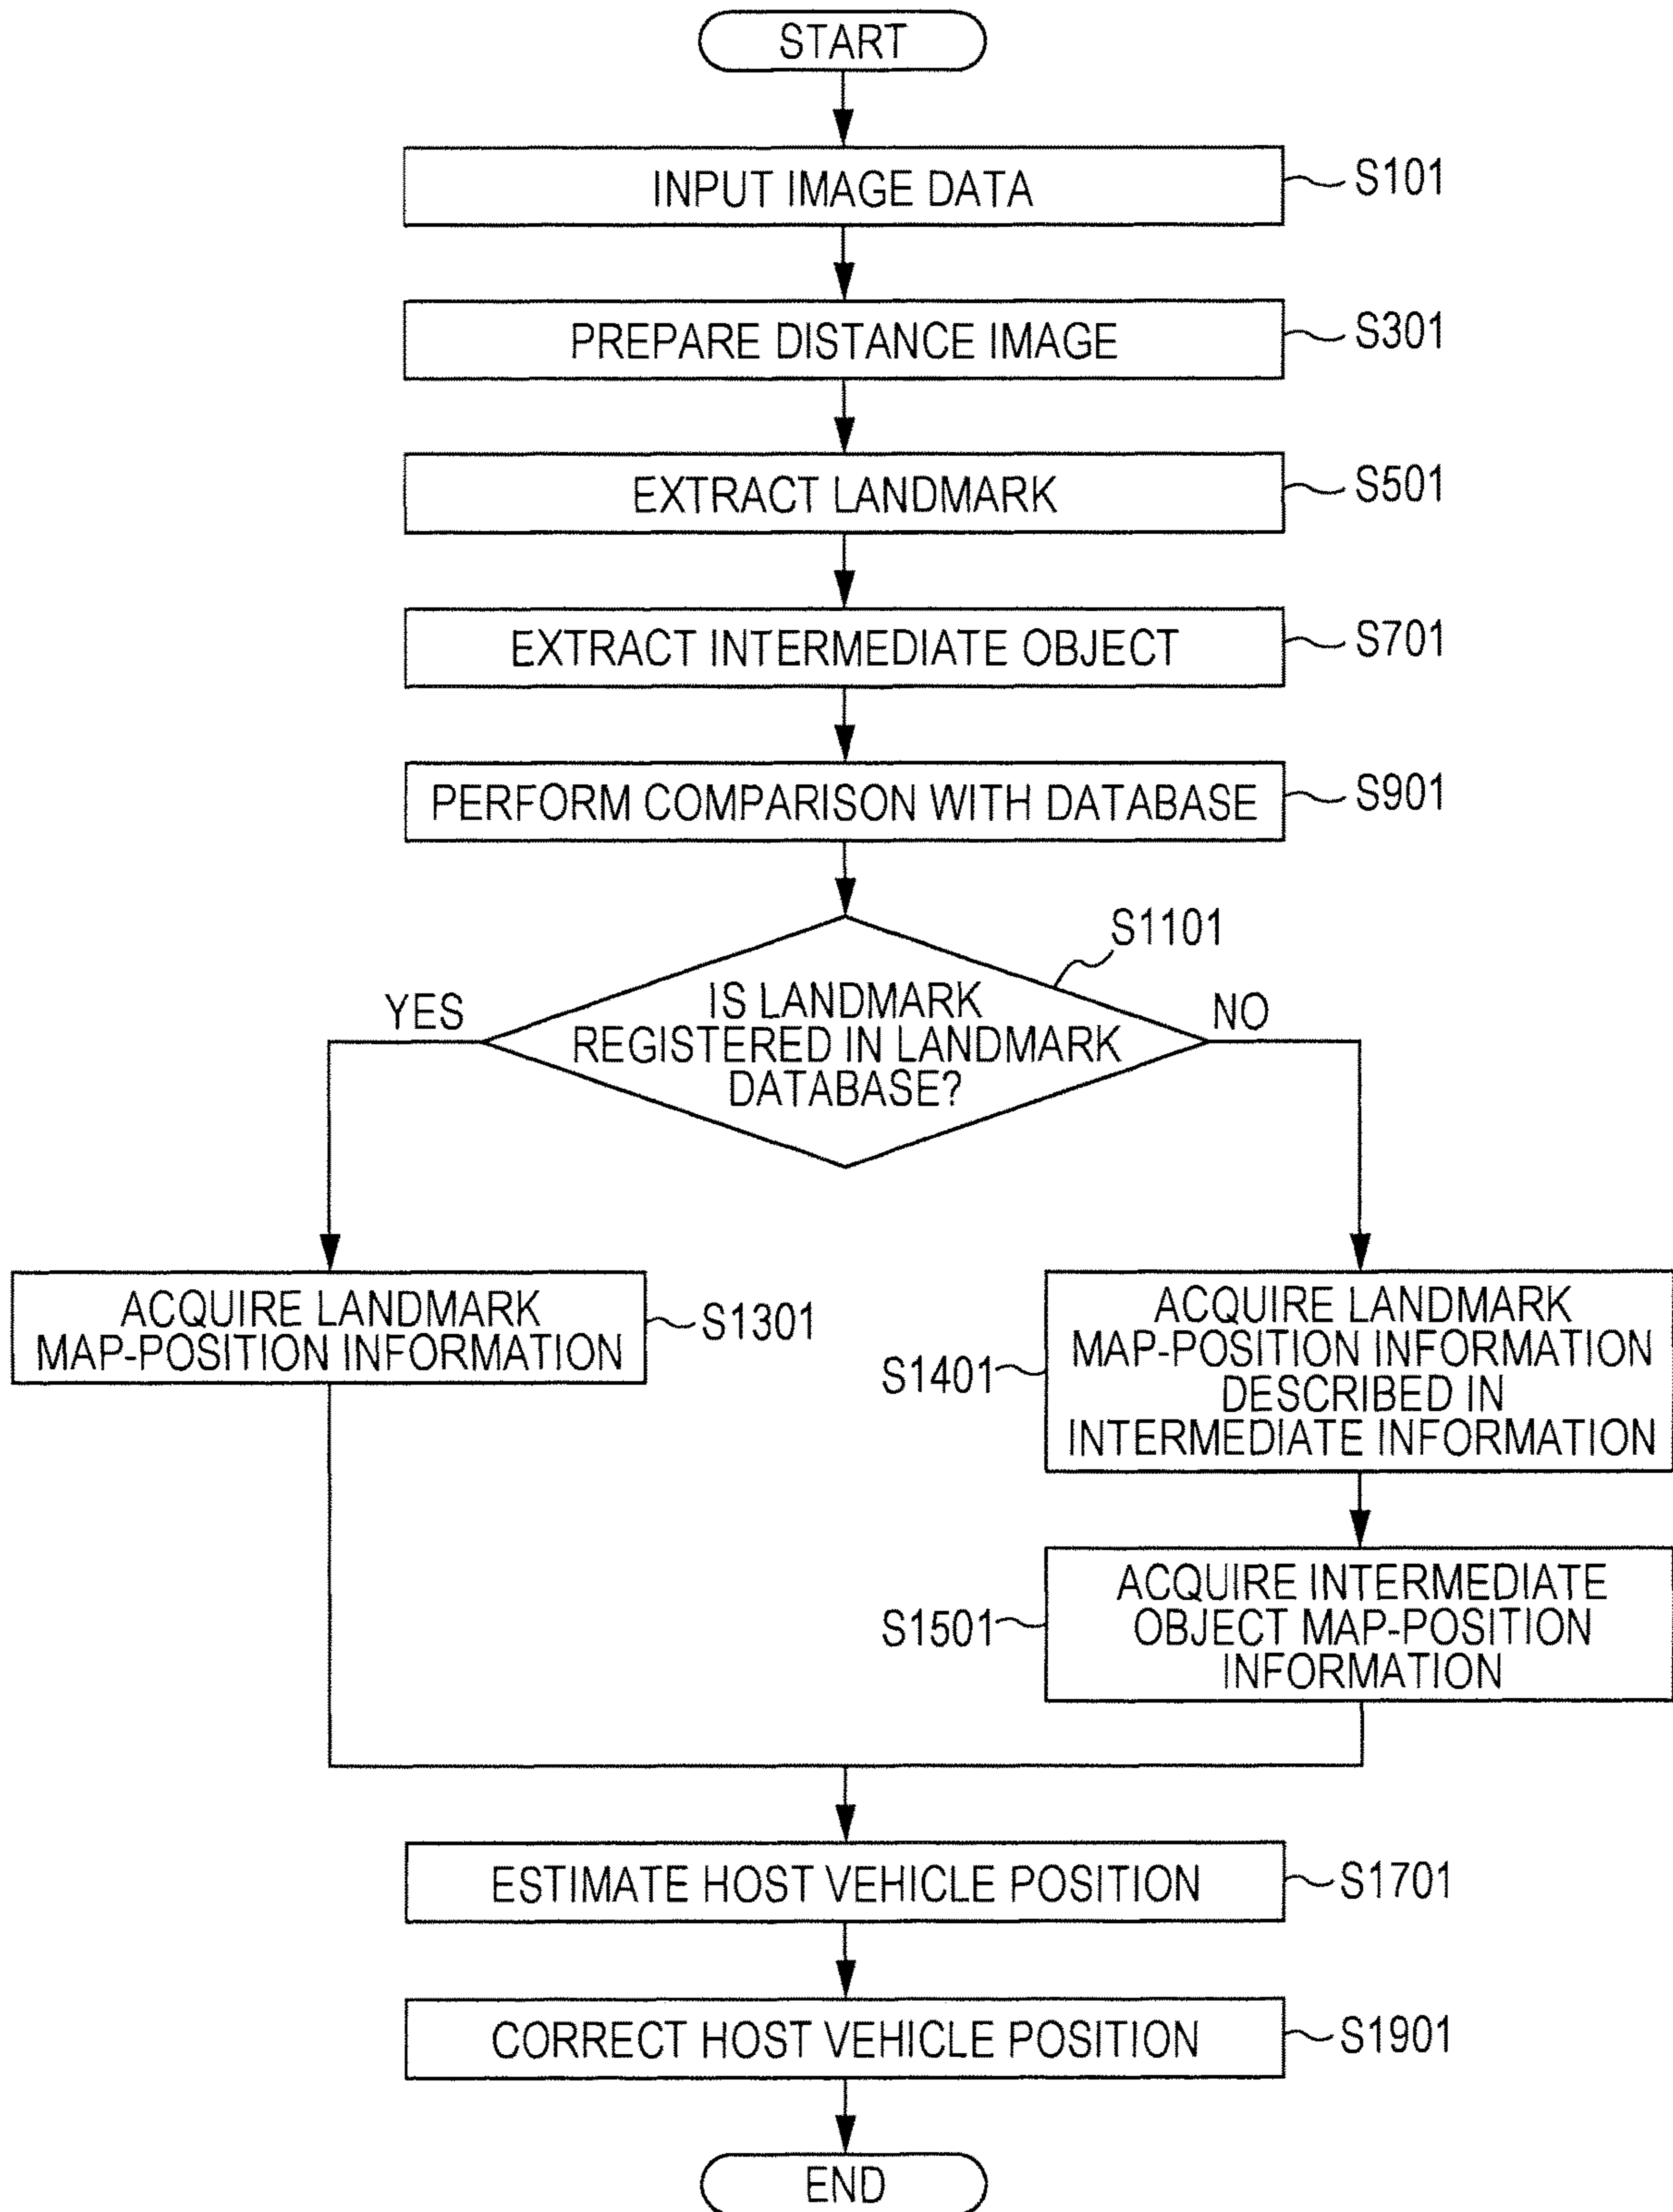 START
INPUT IMAGE DATA
S101
PREPARE DISTANCE IMAGE
S301
EXTRACT LANDMARK
S501
EXTRACT INTERMEDIATE OBJECT
S701
PERFORM COMPARISON WITH DATABASE
S901
S1101
YES
IS LANDMARK
REGISTERED IN LANDMARK
DATABASE?
NO
ACQUIRE LANDMARK
MAP-POSITION INFORMATION
S1301
S1401
ACQUIRE LANDMARK
MAP-POSITION INFORMATION
DESCRIBED IN
INTERMEDIATE INFORMATION
S1501
ACQUIRE INTERMEDIATE
OBJECT MAP-POSITION
INFORMATION
ESTIMATE HOST VEHICLE POSITION
S1701
CORRECT HOST VEHICLE POSITION
S1901
END